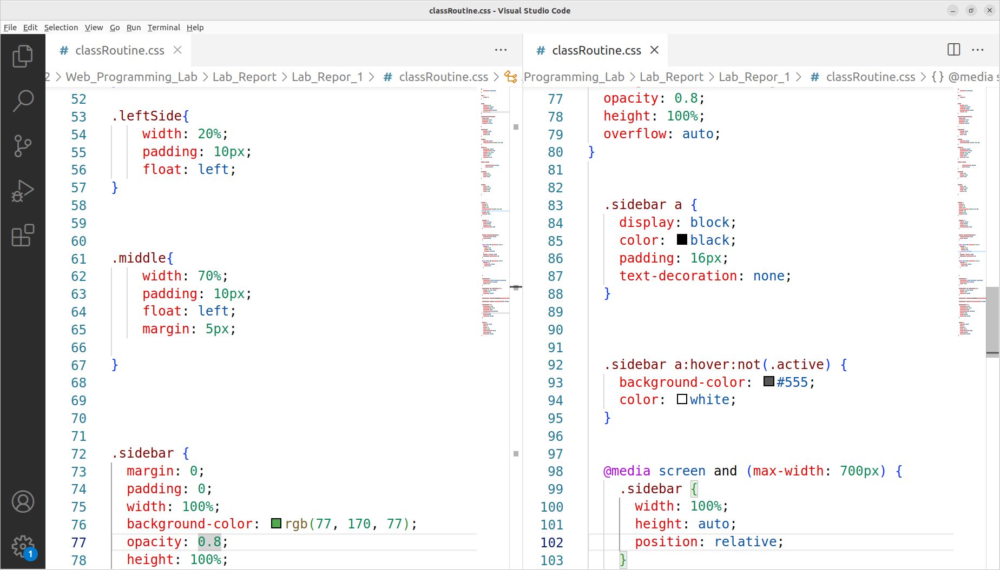 classRoutine.css - Visual Studio Code
File Edit Selection View Go Run Terminal Help
# classRoutine.css
2 > Web_Programming_Lab > Lab_Report > Lab_Repor_1 > # classRoutine.css >
52
53 .leftSide{
54 width: 20%;
55 padding: 10px;
56 float: left;
57 }
58
59
60
61 .middle{
62 width: 70%;
63 padding: 10px;
64 float: left;
65 margin: 5px;
66
67 }
68
69
70
71
72 .sidebar {
73 margin: 0;
74 padding: 0;
75 width: 100%;
76 background-color: rgb(77, 170, 77);
77 opacity: 0.8;
78 height: 100%;
# classRoutine.css
Programming_Lab > Lab_Report > Lab_Repor_1 > # classRoutine.css > {} @media s
77 opacity: 0.8;
78 height: 100%;
79 overflow: auto;
80 }
81
82
83 .sidebar a {
84 display: block;
85 color: black;
86 padding: 16px;
87 text-decoration: none;
88 }
89
90
91
92 .sidebar a:hover:not(.active) {
93 background-color: #555;
94 color: white;
95 }
96
97
98 @media screen and (max-width: 700px) {
99 .sidebar {
100 width: 100%;
101 height: auto;
102 position: relative;
103 }
1